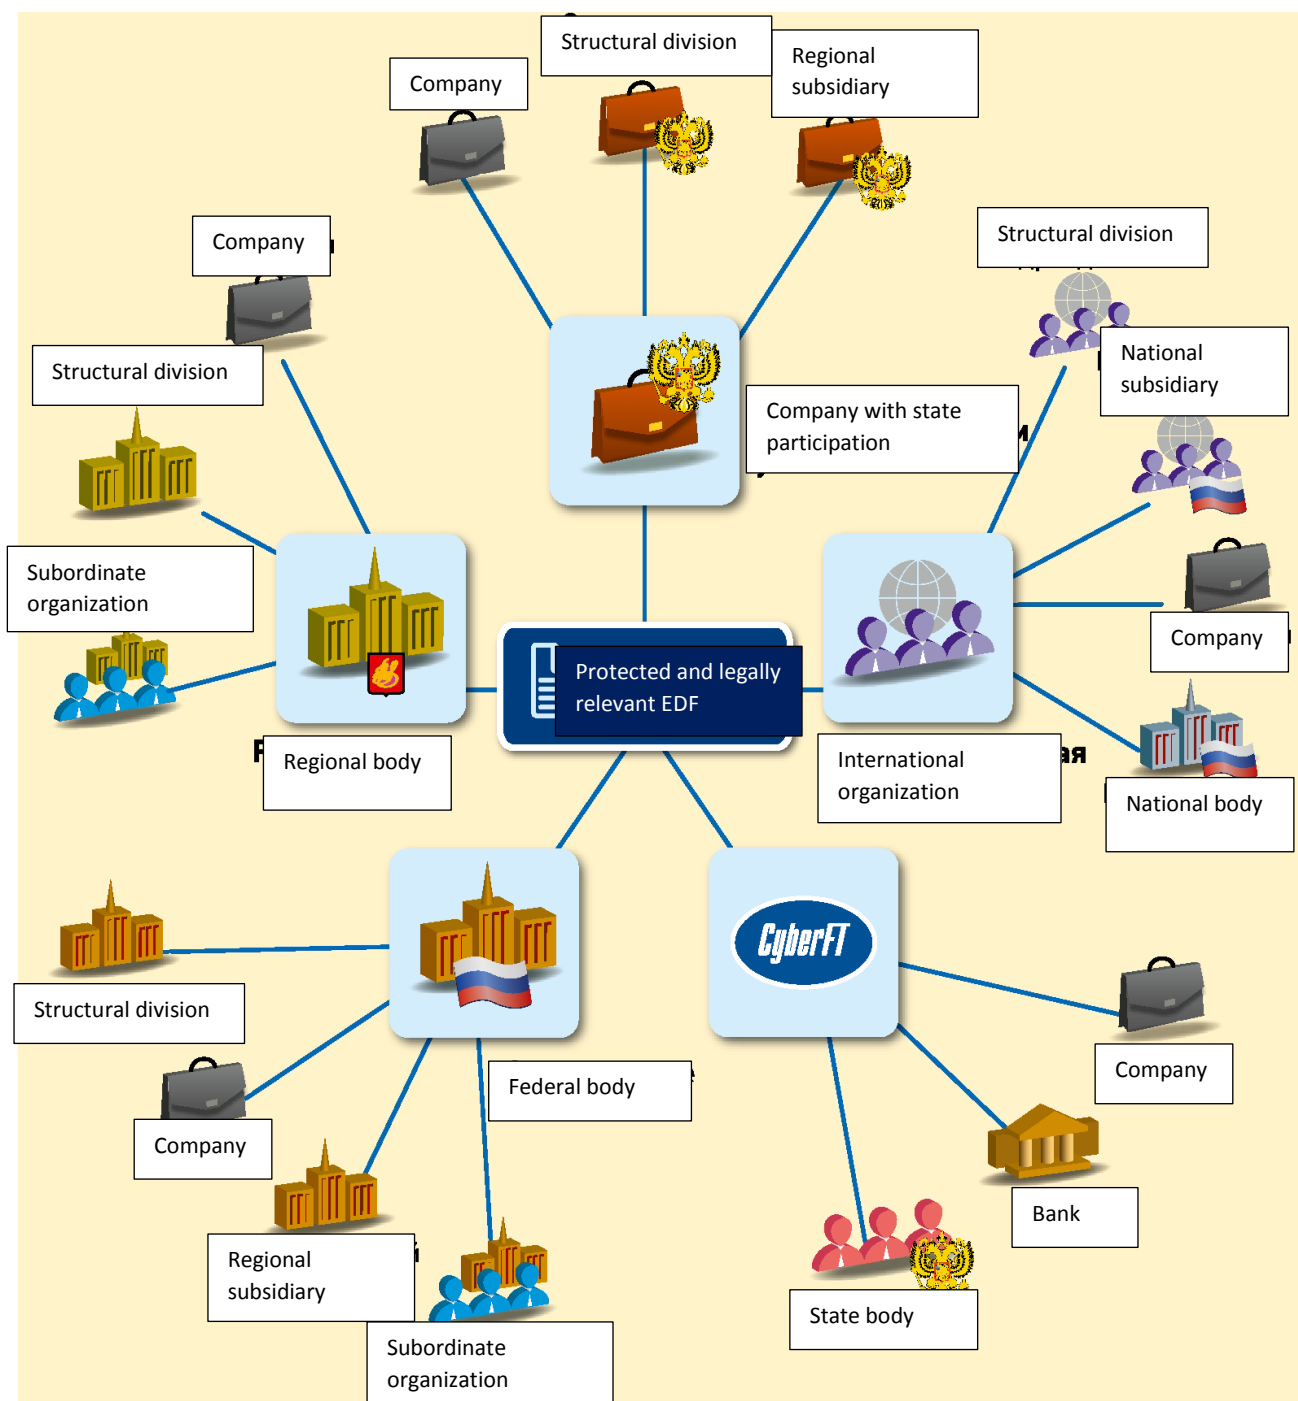 Structural division
Regional
subsidiary
Company
Company
Structural division
Structural division
National
subsidiary
Company with state
participation
м
Subordinate
organization
Company
Protected and legally
relevant EDF
Regional body
International
organization
ая
National body
CyberFT
Structural division
Federal body
е
Company
Company
Bank
Regional
subsidiary
й
State body
Subordinate
organization